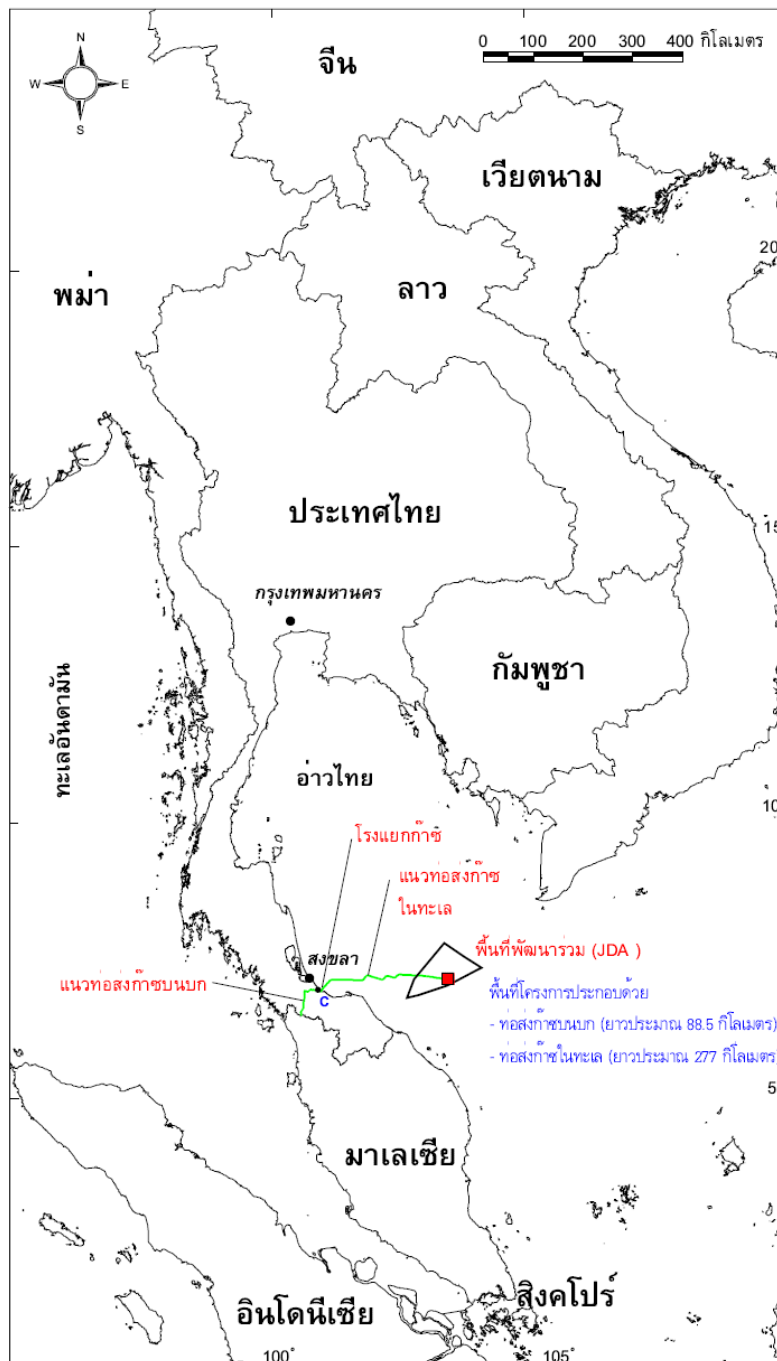 0 100 200 300 400 กิโลเมตร
N
W E
S
จีน
เวียตนาม
20
พม่า
ลาว
ประเทศไทย
15
กรุงเทพมหานคร
กัมพูชา
ทะเลอันดามัน
อ่าวไทย
10
โรงแยกก๊าซ
แนวท่อส่งก๊าซ
ในทะเล
พื้นที่พัฒนาร่วม (JDA )
สงขลา
แนวท่อส่งก๊าซบนบก
C
พื้นที่โครงการประกอบด้วย
- ท่อส่งก๊าซบนบก (ยาวประมาณ 88.5 กิโลเมตร)
- ท่อส่งก๊าซในทะเล (ยาวประมาณ 277 กิโลเมตร
5
มาเลเซีย
สิงคโปร์
อินโดนีเซีย
100° 105°